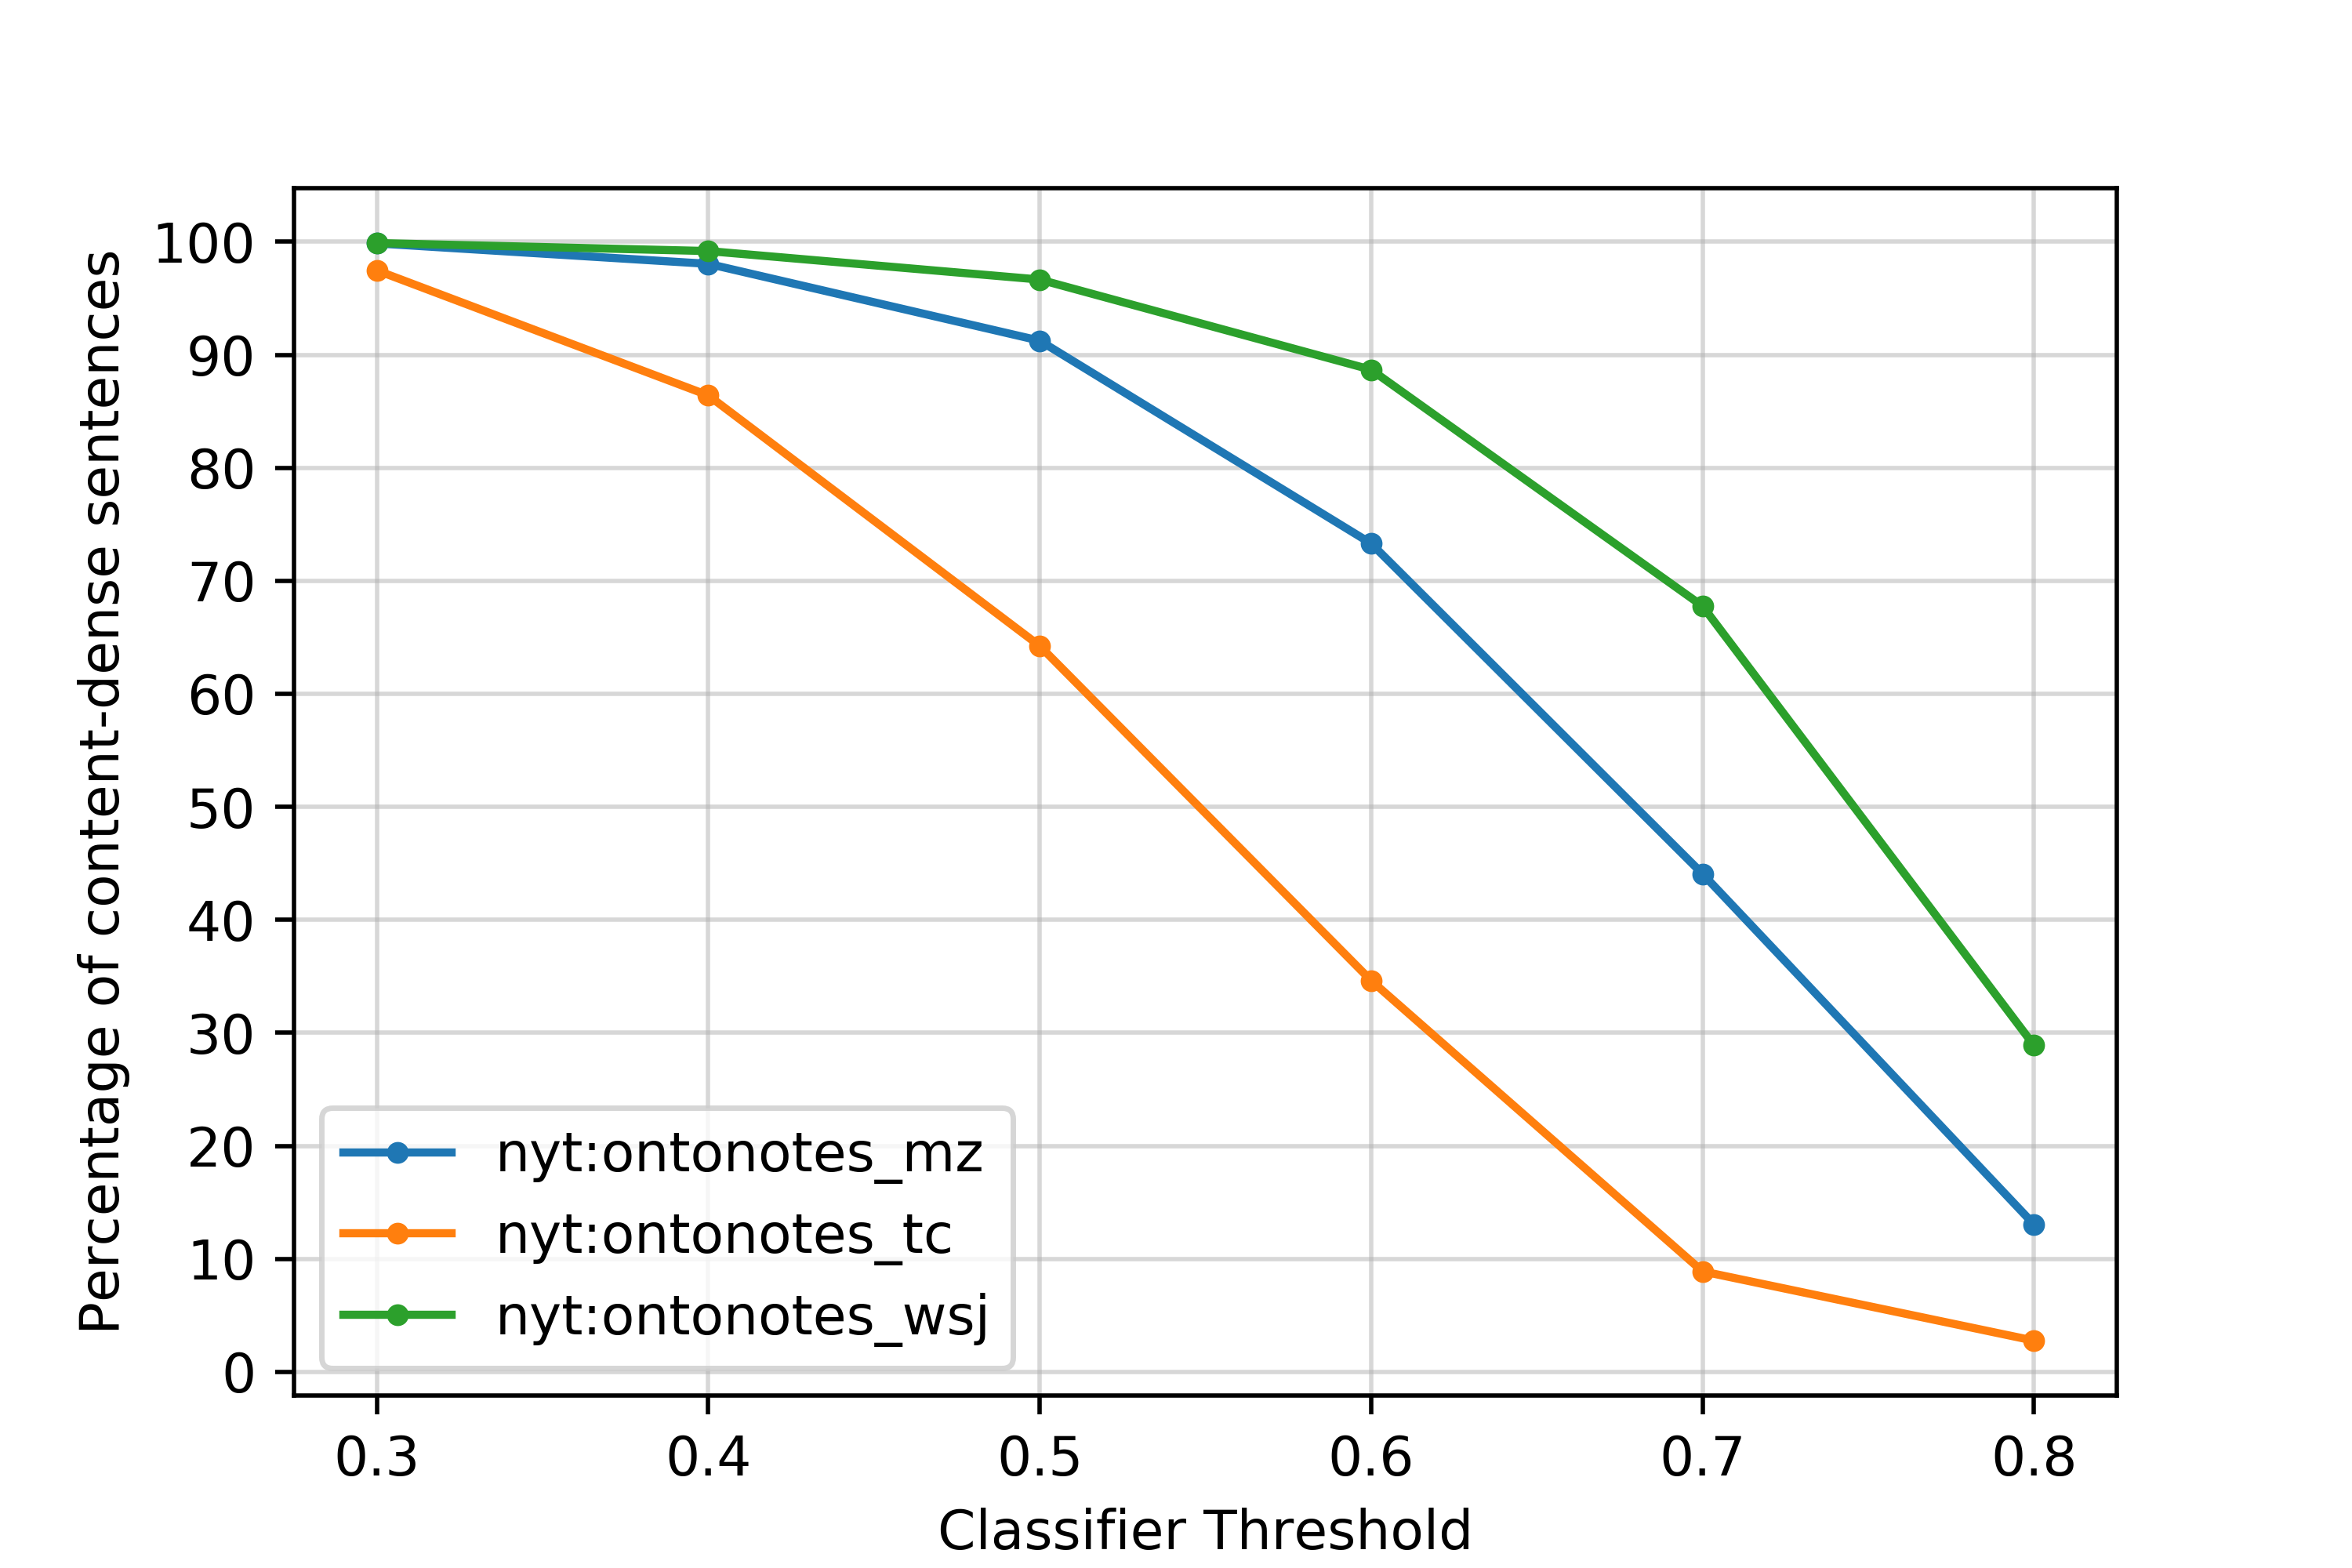 Percentage of content-dense sentences
100
90
80
70
60
50
40
30
20
10
0
nyt:ontonotes_mz
nyt:ontonotes_tc
nyt:ontonotes_wsj
0.3 0.4 0.5 0.6 0.7 0.8
Classifier Threshold